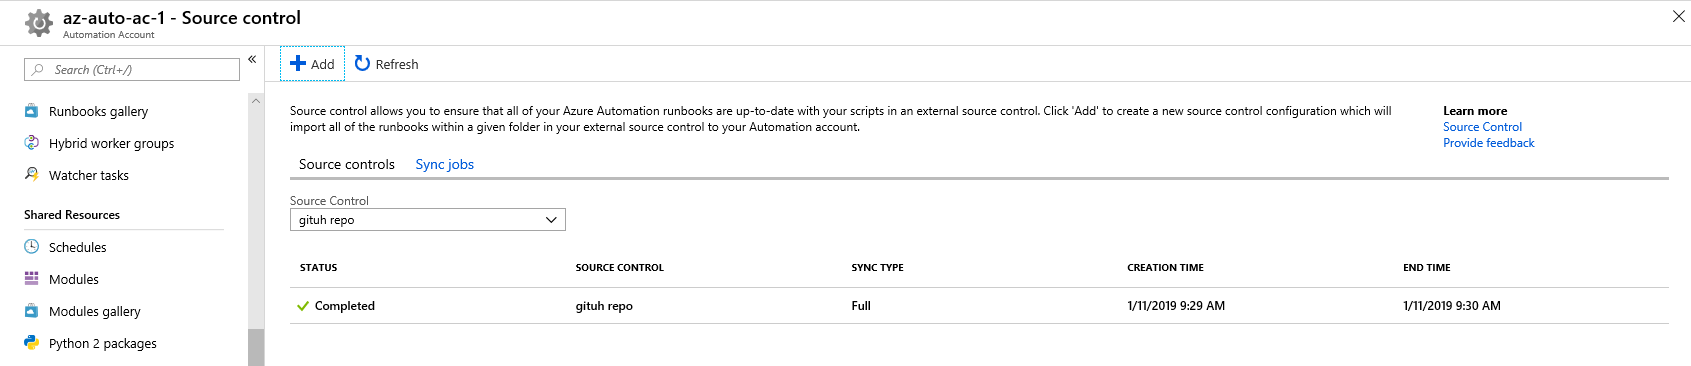 az-auto-ac-1 - Source control
Automation Account
Search (Ctrl+/)
«
Runbooks gallery
Hybrid worker groups
Watcher tasks
Shared Resources
Schedules
Modules
Modules gallery
Python 2 packages
Add
Refresh
Source control allows you to ensure that all of your Azure Automation runbooks are up-to-date with your scripts in an external source control. Click 'Add' to create a new source control configuration which will
import all of the runbooks within a given folder in your external source control to your Automation account.
Learn more
Source Control
Provide feedback
Source controls Sync jobs
Source Control
gituh repo
STATUS SOURCE CONTROL SYNC TYPE CREATION TIME END TIME
Completed gituh repo Full 1/11/2019 9:29 AM 1/11/2019 9:30 AM